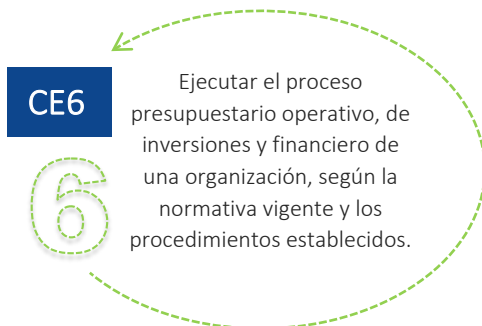 CE6
6
Ejecutar el proceso
presupuestario operativo, de
inversiones y financiero de
una organización, según la
normativa vigente y los
procedimientos establecidos.